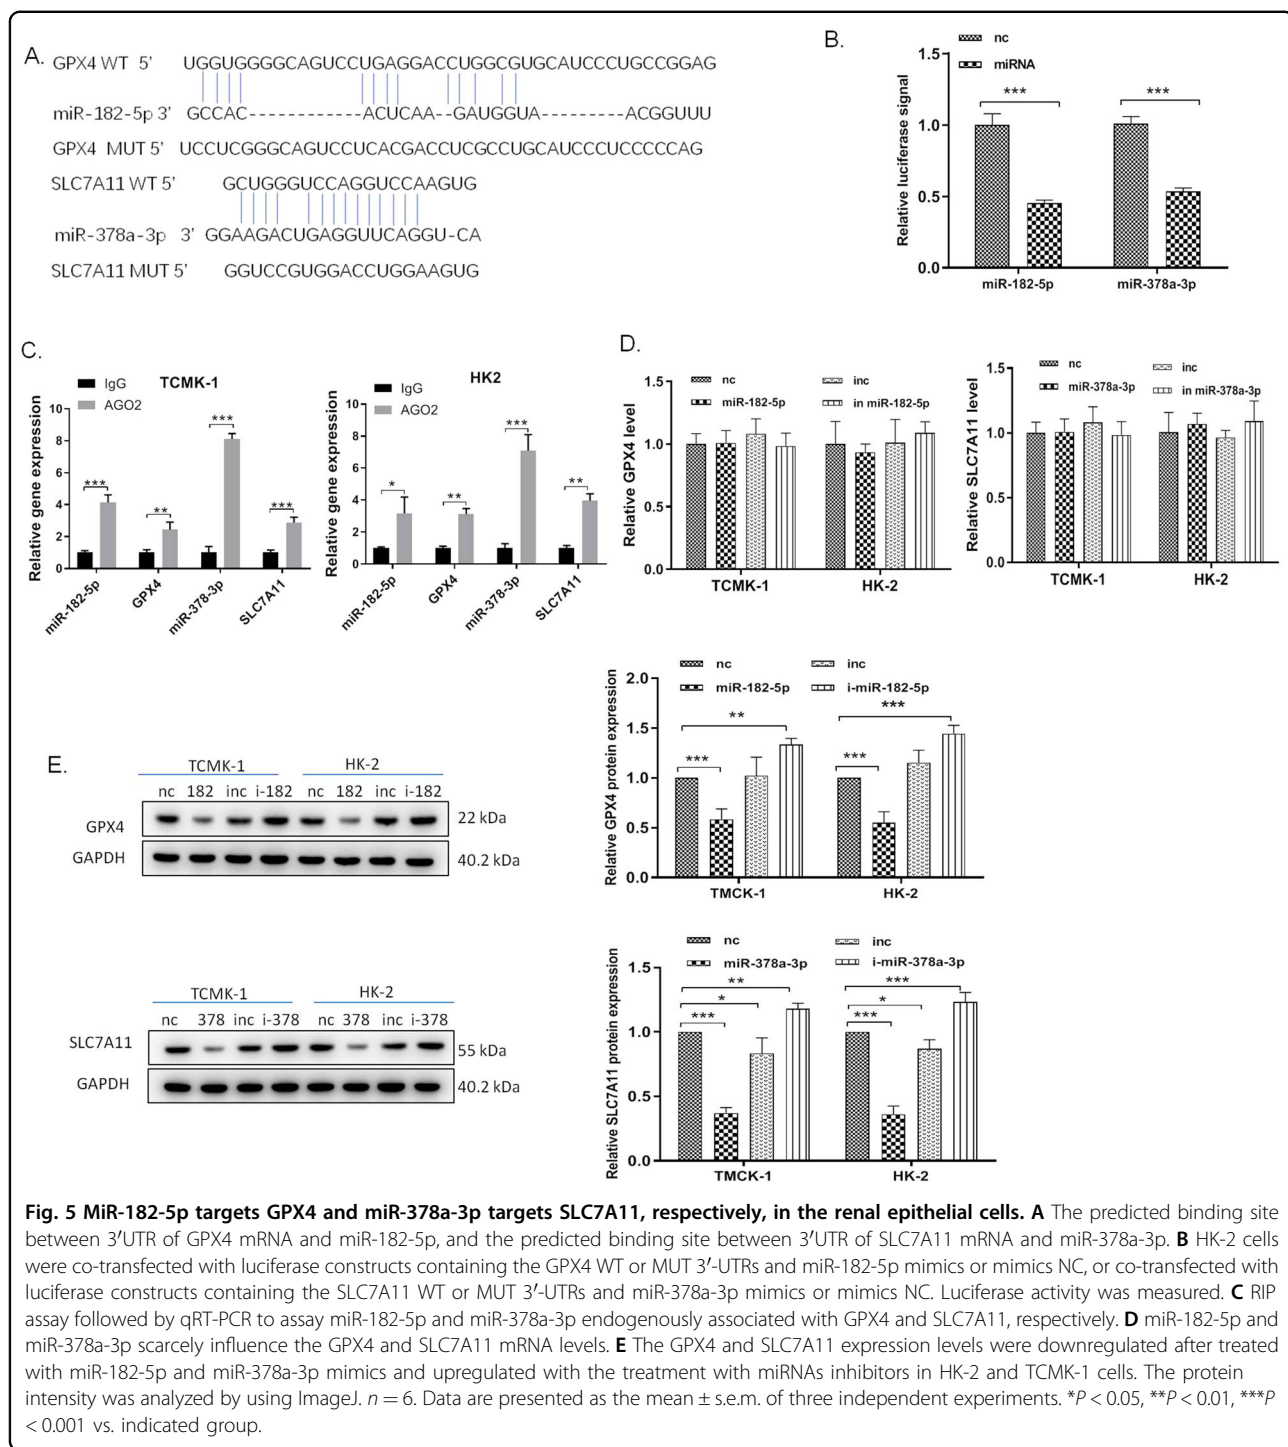 A.
GPX4 WT 5' UGGUGGGGCAGUCCUGAGGACCUGGCGUGCAUCCCUGCCGGAG
miR-182-5p 3' GCCAC-----------ACUCAA--GAUGGUA---------ACGGUUU
GPX4 MUT 5' UCCUCGGGCAGUCCUCACGACCUCGCCUGCAUCCCUCCCCCAG
SLC7A11 WT 5' GCUGGGUCCAGGUCCAAGUG
miR-378a-3p 3' GGAAGACUGAGGUUCAGGU-CA
SLC7A11 MUT 5' GGUCCGUGGACCUGGAAGUG
B.
nc
miRNA
Relative luciferase signal
1.5
1.0
0.5
0.0
***
***
miR-182-5p miR-378a-3p
C.
IgG
AGO2
TCMK-1
Relative gene expression
10
8
6
4
2
0
***
**
***
***
miR-182-5p GPX4 miR-378-3p SLC7A11
IgG
AGO2
HK2
Relative gene expression
10
8
6
4
2
0
*
**
***
**
miR-182-5p GPX4 miR-378-3p SLC7A11
D.
nc inc
miR-182-5p in miR-182-5p
Relative GPX4 level
1.5
1.0
0.5
0.0
TCMK-1 HK-2
nc inc
miR-378a-3p in miR-378a-3p
Relative SLC7A11 level
1.5
1.0
0.5
0.0
TCMK-1 HK-2
E.
TCMK-1 HK-2
nc 182 inc i-182 nc 182 inc i-182
GPX4 22 kDa
GAPDH 40.2 kDa
nc inc
miR-182-5p i-miR-182-5p
Relative GPX4 protein expression
2.0
1.5
1.0
0.5
0.0
**
***
***
***
TMCK-1 HK-2
TCMK-1 HK-2
nc 378 inc i-378 nc 378 inc i-378
SLC7A11 55 kDa
GAPDH 40.2 kDa
nc inc
miR-378a-3p i-miR-378a-3p
Relative SLC7A11 protein expression
1.5
1.0
0.5
0.0
**
*
***
***
*
***
TMCK-1 HK-2
Fig. 5 MiR-182-5p targets GPX4 and miR-378a-3p targets SLC7A11, respectively, in the renal epithelial cells. A The predicted binding site
between 3′UTR of GPX4 mRNA and miR-182-5p, and the predicted binding site between 3′UTR of SLC7A11 mRNA and miR-378a-3p. B HK-2 cells
were co-transfected with luciferase constructs containing the GPX4 WT or MUT 3′-UTRs and miR-182-5p mimics or mimics NC, or co-transfected with
luciferase constructs containing the SLC7A11 WT or MUT 3′-UTRs and miR-378a-3p mimics or mimics NC. Luciferase activity was measured. C RIP
assay followed by qRT-PCR to assay miR-182-5p and miR-378a-3p endogenously associated with GPX4 and SLC7A11, respectively. D miR-182-5p and
miR-378a-3p scarcely influence the GPX4 and SLC7A11 mRNA levels. E The GPX4 and SLC7A11 expression levels were downregulated after treated
with miR-182-5p and miR-378a-3p mimics and upregulated with the treatment with miRNAs inhibitors in HK-2 and TCMK-1 cells. The protein
intensity was analyzed by using ImageJ. n = 6. Data are presented as the mean ± s.e.m. of three independent experiments. *P < 0.05, **P < 0.01, ***P
< 0.001 vs. indicated group.